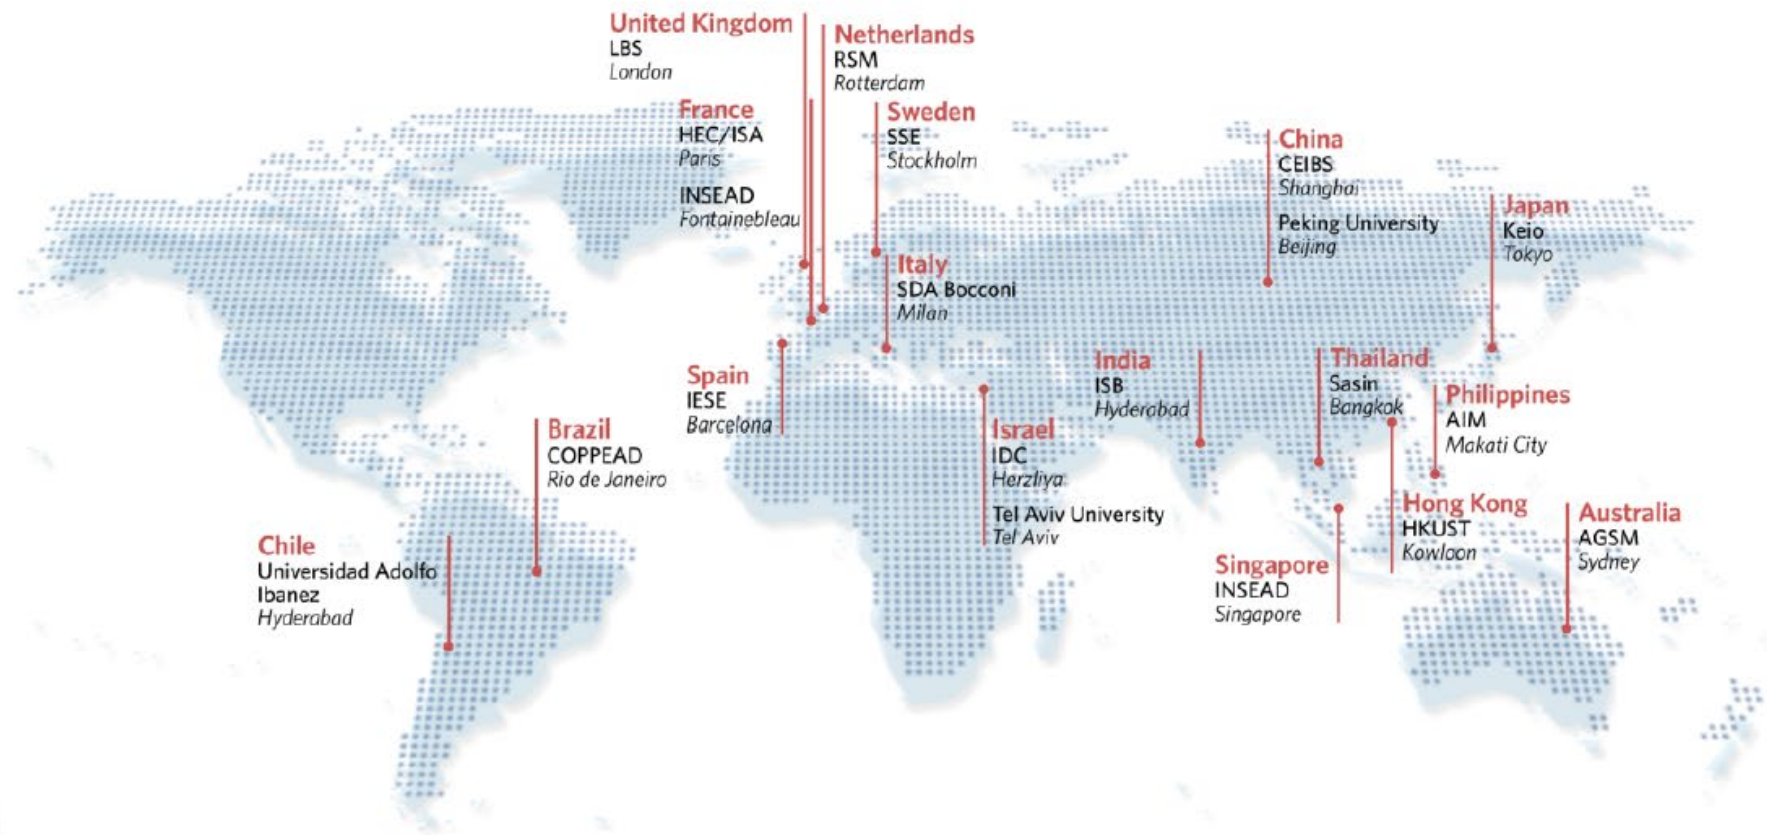 United Kingdom
LBS
London
Netherlands
RSM
Rotterdam
France
HEC/ISA
Paris
INSEAD
Fontainebleau
Sweden
SSE
Stockholm
China
CEIBS
Shanghai
Peking University
Beijing
Japan
Keio
Tokyo
Italy
SDA Bocconi
Milan
Spain
IESE
Barcelona
India
ISB
Hyderabad
Thailand
Sasin
Bangkok
Philippines
AIM
Makati City
Brazil
COPPEAD
Rio de Janeiro
Israel
IDC
Herzliya
Tel Aviv University
Tel Aviv
Hong Kong
HKUST
Kowloon
Australia
AGSM
Sydney
Chile
Universidad Adolfo
Ibanez
Hyderabad
Singapore
INSEAD
Singapore